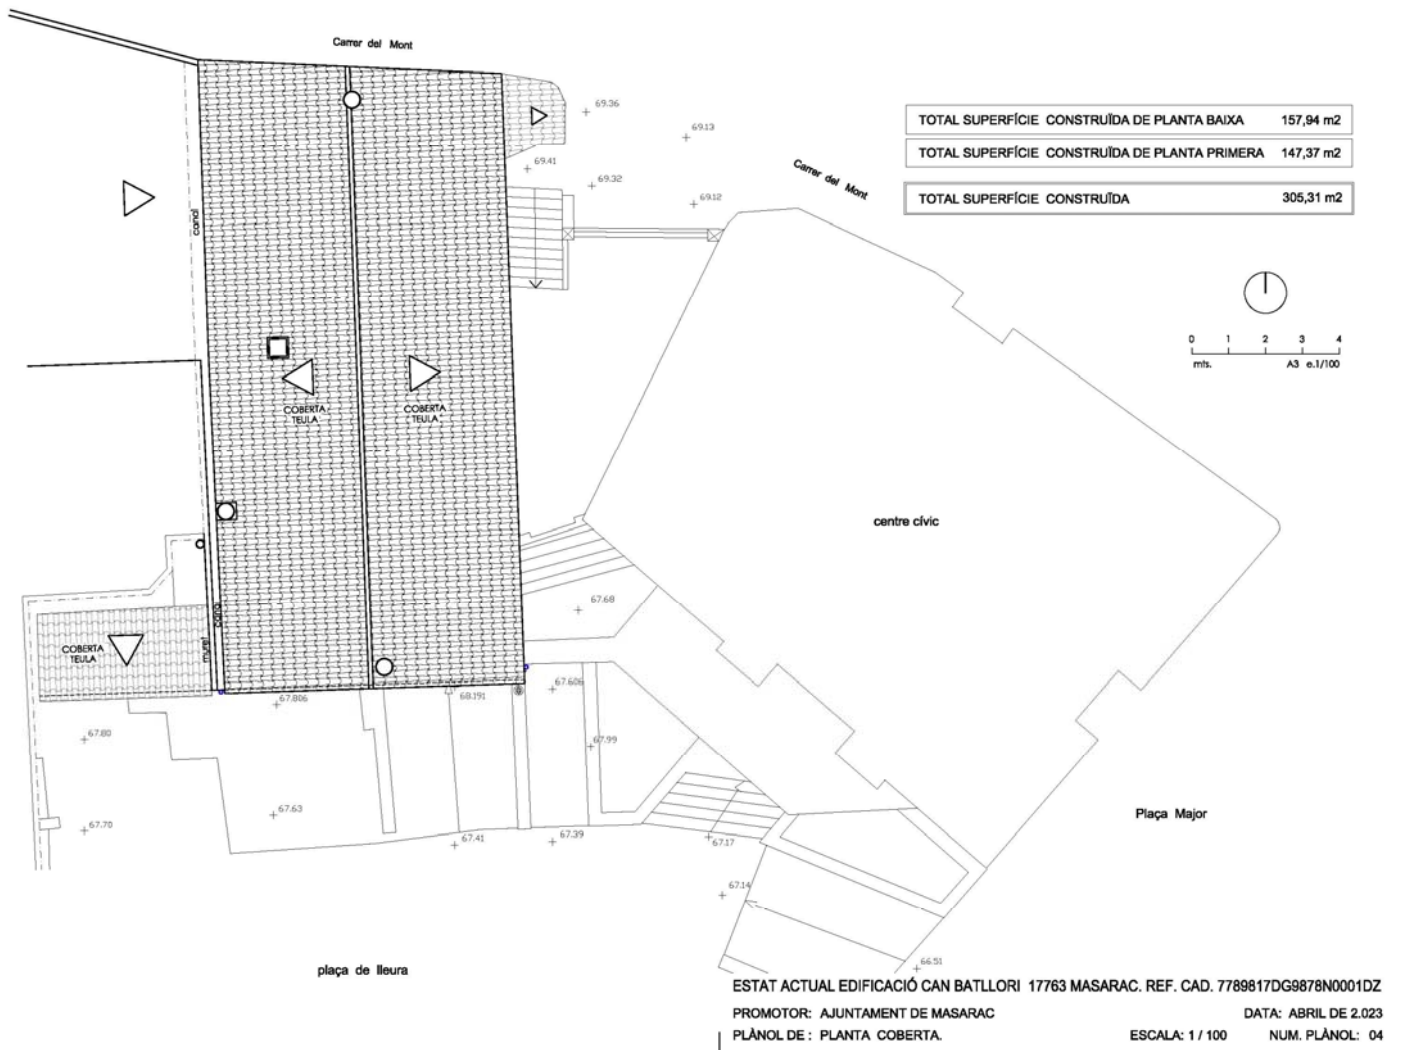 Carrer del Mont
69.36
69.13
TOTAL SUPERFÍCIE CONSTRUÏDA DE PLANTA BAIXA 157,94 m2
TOTAL SUPERFÍCIE CONSTRUÏDA DE PLANTA PRIMERA 147,37 m2
TOTAL SUPERFÍCIE CONSTRUÏDA 305,31 m2
69.41
69.32
69.12
Carrer del Mont
canal
0 1 2 3 4
mts. A3 e.1/100
COBERTA
TEULA
COBERTA
TEULA
centre cívic
67.68
canal
muret
COBERTA
TEULA
67.806
68.191
67.606
67.80
67.99
67.63
67.70
67.41
67.39
67.17
Plaça Major
67.14
66.51
plaça de lleura
ESTAT ACTUAL EDIFICACIÓ CAN BATLLORI 17763 MASARAC. REF. CAD. 7789817DG9878N0001DZ
PROMOTOR: AJUNTAMENT DE MASARAC DATA: ABRIL DE 2.023
PLÀNOL DE : PLANTA COBERTA. ESCALA: 1 / 100 NUM. PLÀNOL: 04